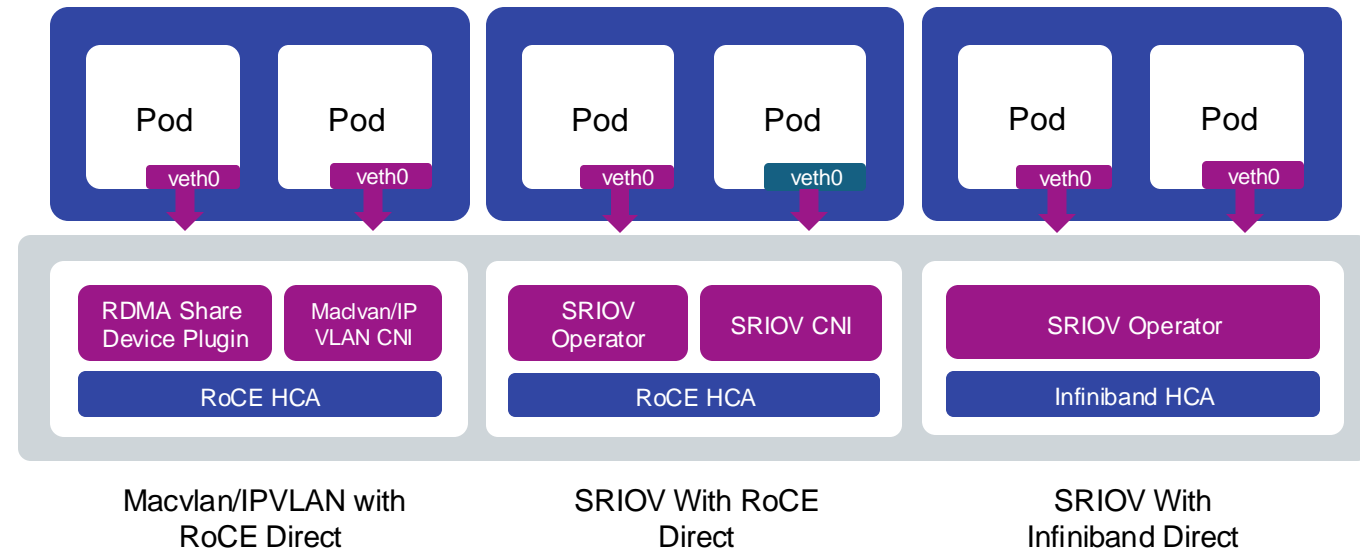 Pod
Pod
Pod
Pod
Pod
Pod
veth0
veth0
veth0
veth0
veth0
veth0
RDMA Share
Device Plugin
Maclvan/IP
VLAN CNI
RoCE HCA
SRIOV
Operator
SRIOV CNI
RoCE HCA
SRIOV Operator
Infiniband HCA
Macvlan/IPVLAN with
RoCE Direct
SRIOV With RoCE
Direct
SRIOV With
Infiniband Direct